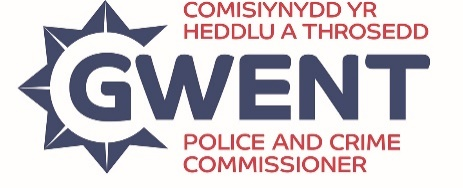 COMISIYNYDD YR
HEDDLU A THROSEDD
GWENT
POLICE AND CRIME
COMMISSIONER